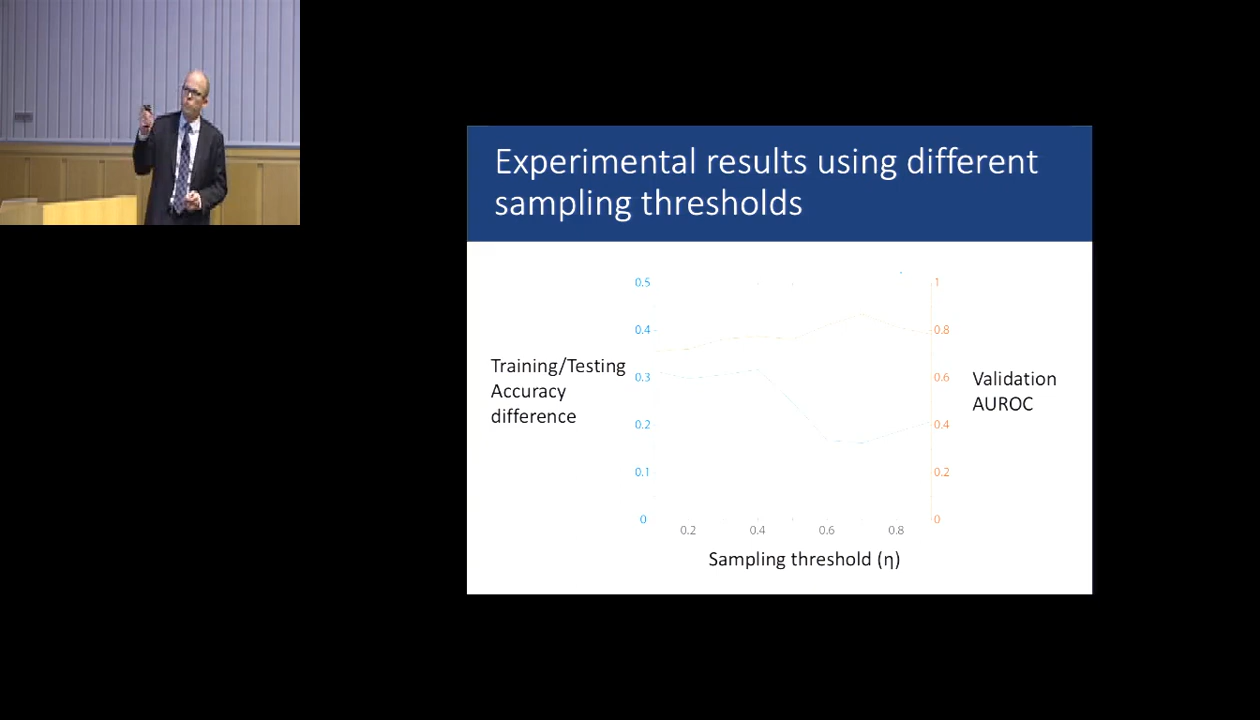 Experimental results using different
sampling thresholds
0.5
0.4
0.3
0.2
0.1
0
Training/Testing
Accuracy
difference
1
0.8
0.6
0.4
0.2
0
Validation
AUROC
0.2 0.4 0.6 0.8
Sampling threshold (η)